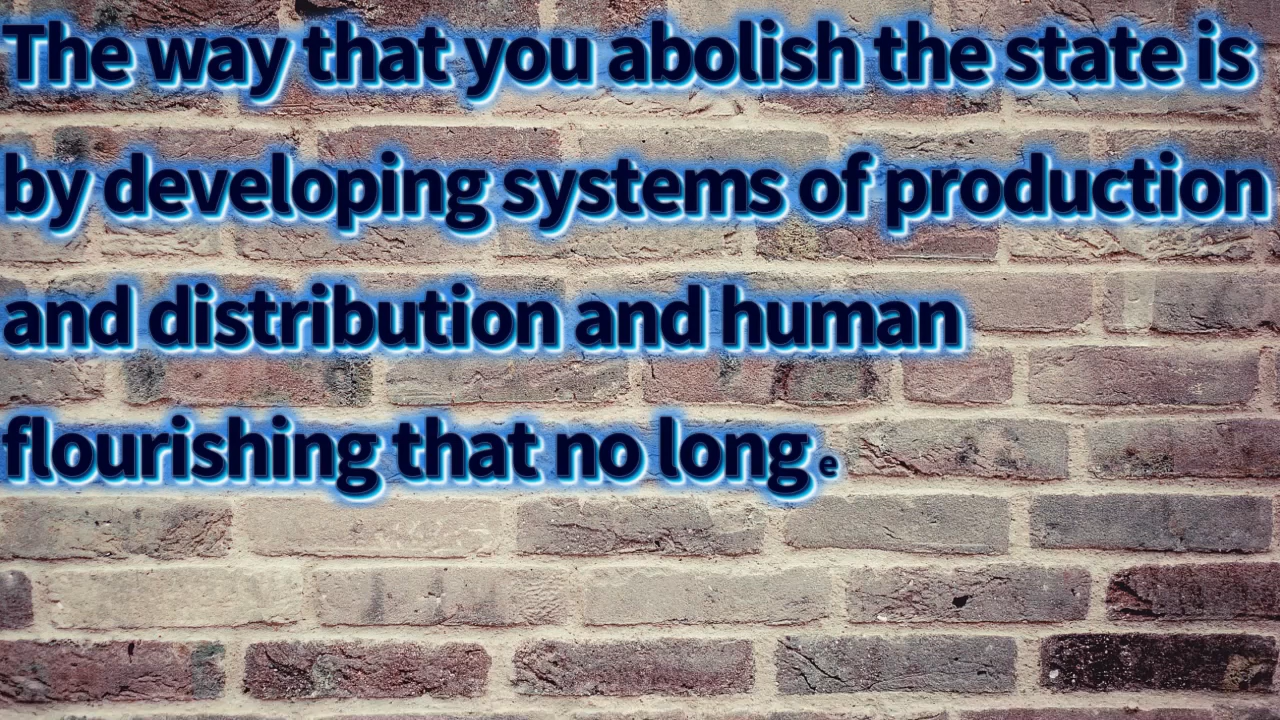 The way that you abolish the state is
by developing systems of production
and distribution and human
flourishing that no longe